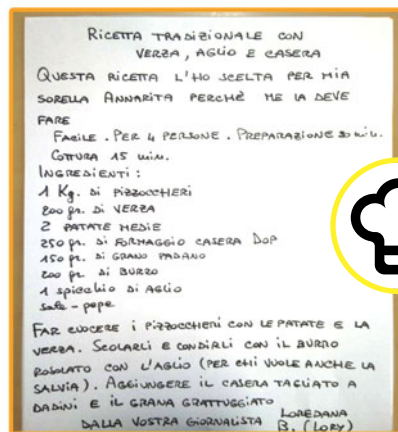 RICETTA TRADIZIONALE CON
VERZA, AGLIO E CASERA
QUESTA RICETTA L'HO SCELTA PER MIA
SORELLA ANNARITA PERCHÈ ME LA DEVE
FARE
FACILE. PER 4 PERSONE. PREPARAZIONE 30 min.
COTTURA 15 min.
INGREDIENTI:
1 Kg. DI PIZZOCCHERI
200 gr. DI VERZA
2 PATATE MEDIE
250 gr. DI FORMAGGIO CASERA DOP
150 gr. DI GRANO PADANO
200 gr. DI BURRO
1 spicchio DI AGLIO
sale - pepe
FAR CUOCERE I PIZZOCCHERI CON LE PATATE E LA
VERZA. SCOLARLI E CONDIRLI CON IL BURRO
ROSOLATO CON L'AGLIO (PER CHI VUOLE ANCHE LA
SALVIA). AGGIUNGERE IL CASERA TAGLIATO A
DADINI E IL GRANA GRATTUGGIATO
DALLA VOSTRA GIORNALISTA LOREDANA
B. (LORY)